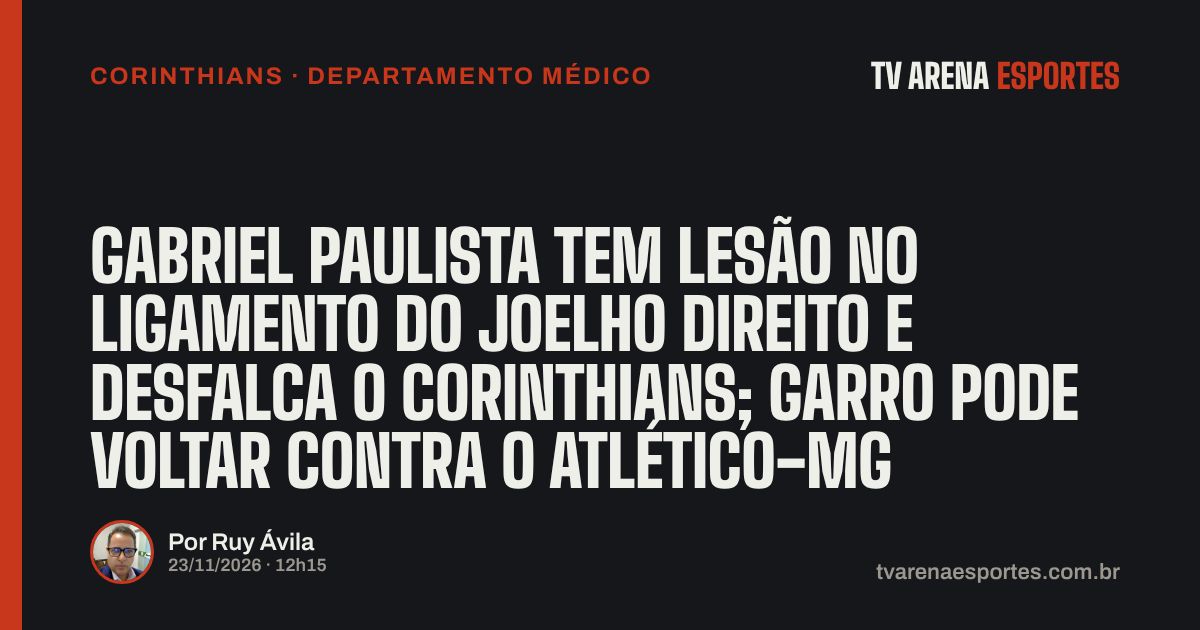 CORINTHIANS · DEPARTAMENTO MÉDICO
TV ARENA ESPORTES
GABRIEL PAULISTA TEM LESÃO NO
LIGAMENTO DO JOELHO DIREITO E
DESFALCA O CORINTHIANS; GARRO PODE
VOLTAR CONTRA O ATLÉTICO-MG
Por Ruy Ávila
23/11/2026 · 12h15
tvarenaesportes.com.br